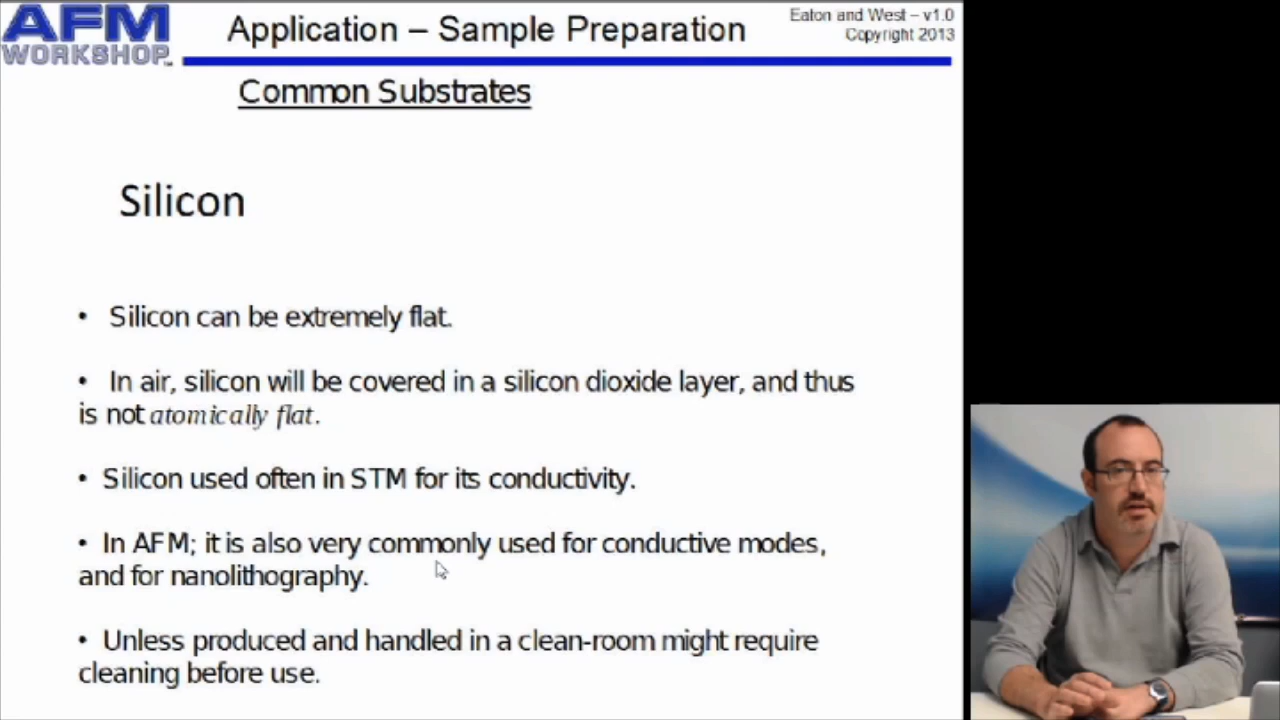 AFM
WORKSHOP
Application – Sample Preparation
Eaton and West – v1.0
Copyright 2013
Common Substrates
Silicon
• Silicon can be extremely flat.
• In air, silicon will be covered in a silicon dioxide layer, and thus
is not atomically flat.
• Silicon used often in STM for its conductivity.
• In AFM; it is also very commonly used for conductive modes,
and for nanolithography.
• Unless produced and handled in a clean-room might require
cleaning before use.